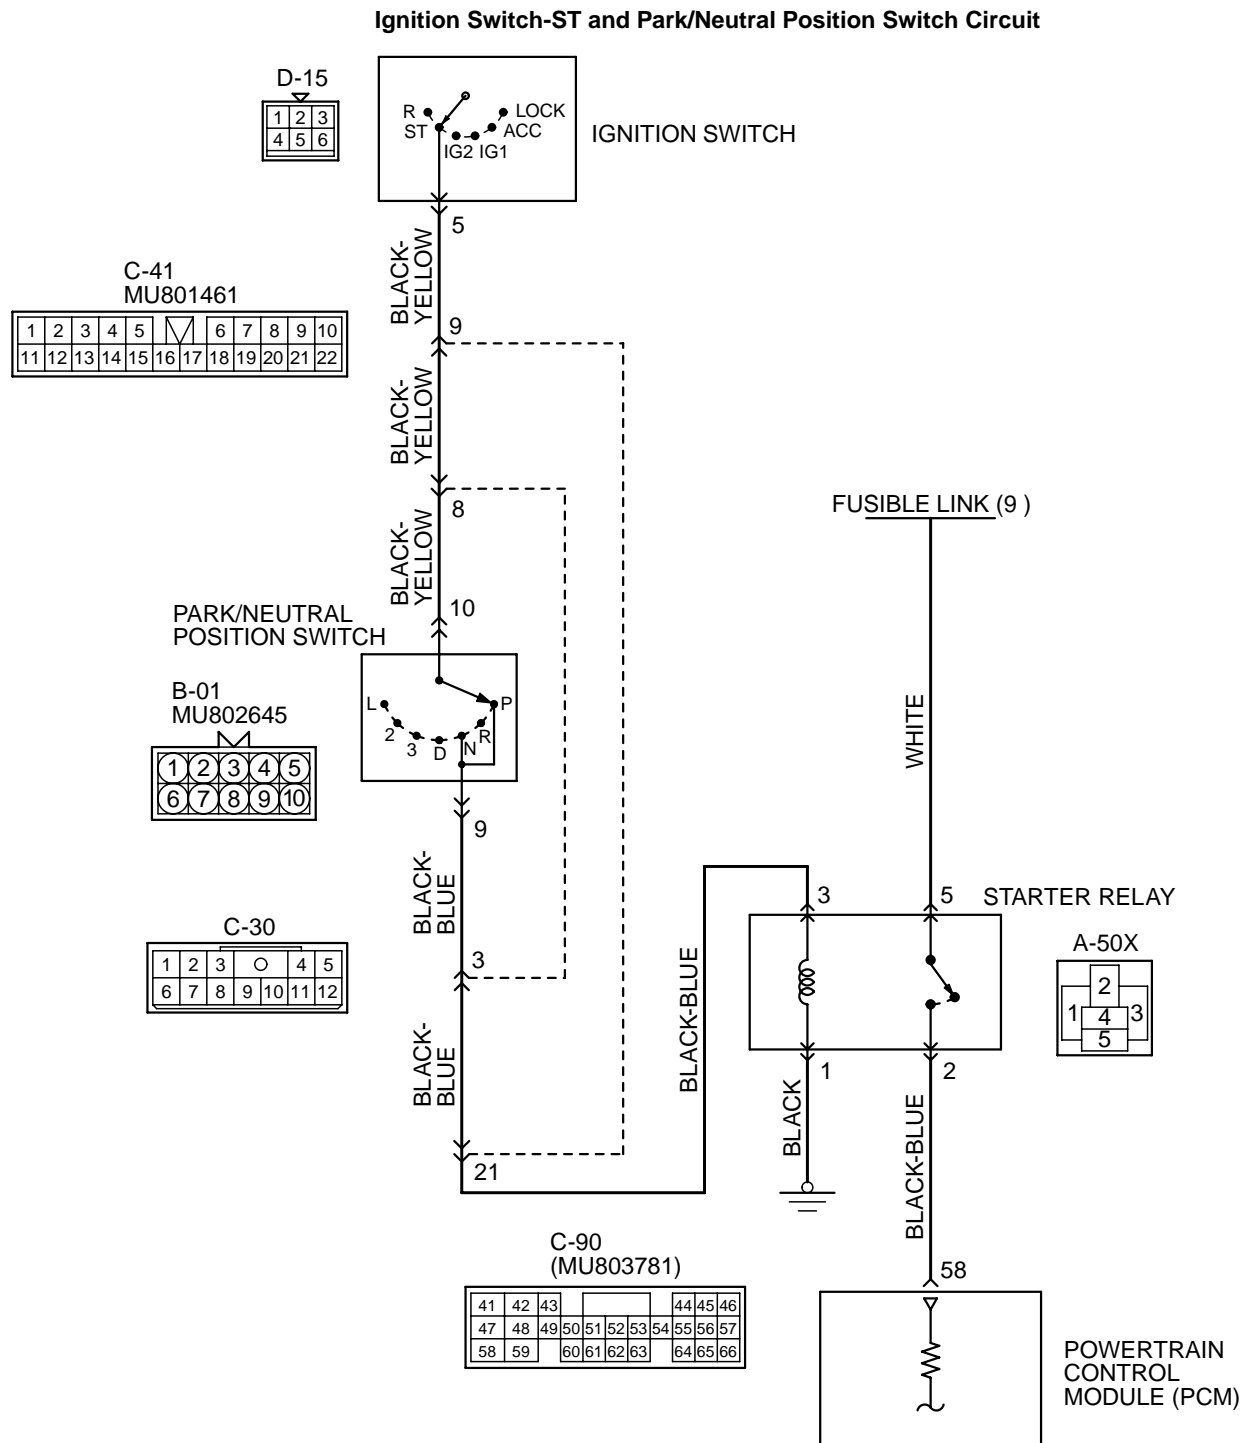 Ignition Switch-ST and Park/Neutral Position Switch Circuit
D-15
1 2 3
4 5 6
R
ST
IG2 IG1
ACC
LOCK
IGNITION SWITCH
5
BLACK-
YELLOW
C-41
MU801461
1 2 3 4 5 6 7 8 9 10
11 12 13 14 15 16 17 18 19 20 21 22
9
BLACK-
YELLOW
8
BLACK-
YELLOW
10
PARK/NEUTRAL
POSITION SWITCH
L
2
3
D
N
R
P
B-01
MU802645
1 2 3 4 5
6 7 8 9 10
9
BLACK-
BLUE
C-30
1 2 3 4 5
6 7 8 9 10 11 12
3
BLACK-
BLUE
21
BLACK-BLUE
FUSIBLE LINK (9 )
WHITE
3
5
STARTER RELAY
A-50X
2
1 4 3
5
1
2
BLACK
BLACK-BLUE
58
C-90
(MU803781)
41 42 43 44 45 46
47 48 49 50 51 52 53 54 55 56 57
58 59 60 61 62 63 64 65 66
POWERTRAIN
CONTROL
MODULE (PCM)